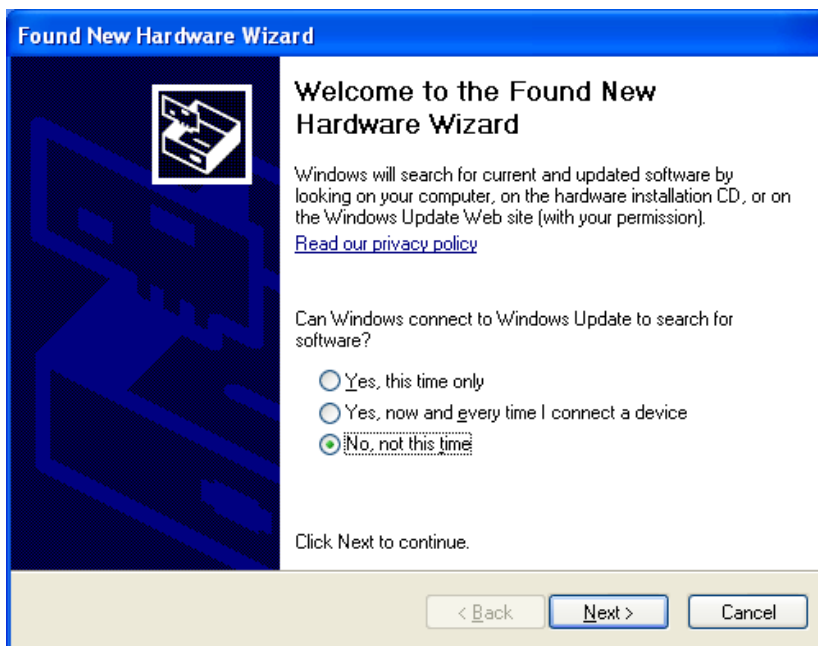 Found New Hardware Wizard
Welcome to the Found New
Hardware Wizard
Windows will search for current and updated software by
looking on your computer, on the hardware installation CD, or on
the Windows Update Web site (with your permission).
Read our privacy policy
Can Windows connect to Windows Update to search for
software?
Yes, this time only
Yes, now and every time I connect a device
No, not this time
Click Next to continue.
< Back
Next >
Cancel